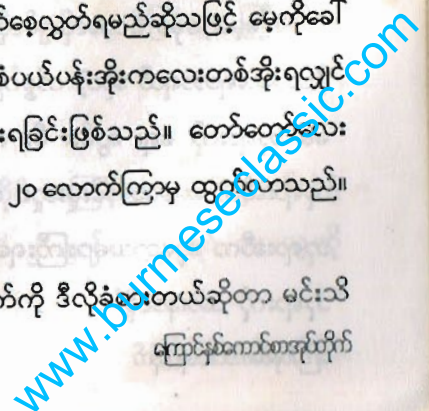 စေ့လွှတ်ရမည်ဆိုသဖြင့် မေ့ကိုခေါ်
စံပယ်ပန်းအိုးကလေးတစ်အိုးရလျှင်
ရခြင်းဖြစ်သည်။ တော်တော်လေး
၂၀ လောက်ကြာမှ ထွက်လာသည်။
ကို ဒီလိုခံစားတယ်ဆိုတာ မင်းသိ
ကြောင်နှစ်ကောင်စာအုပ်တိုက်
www.burmeseclassic.com